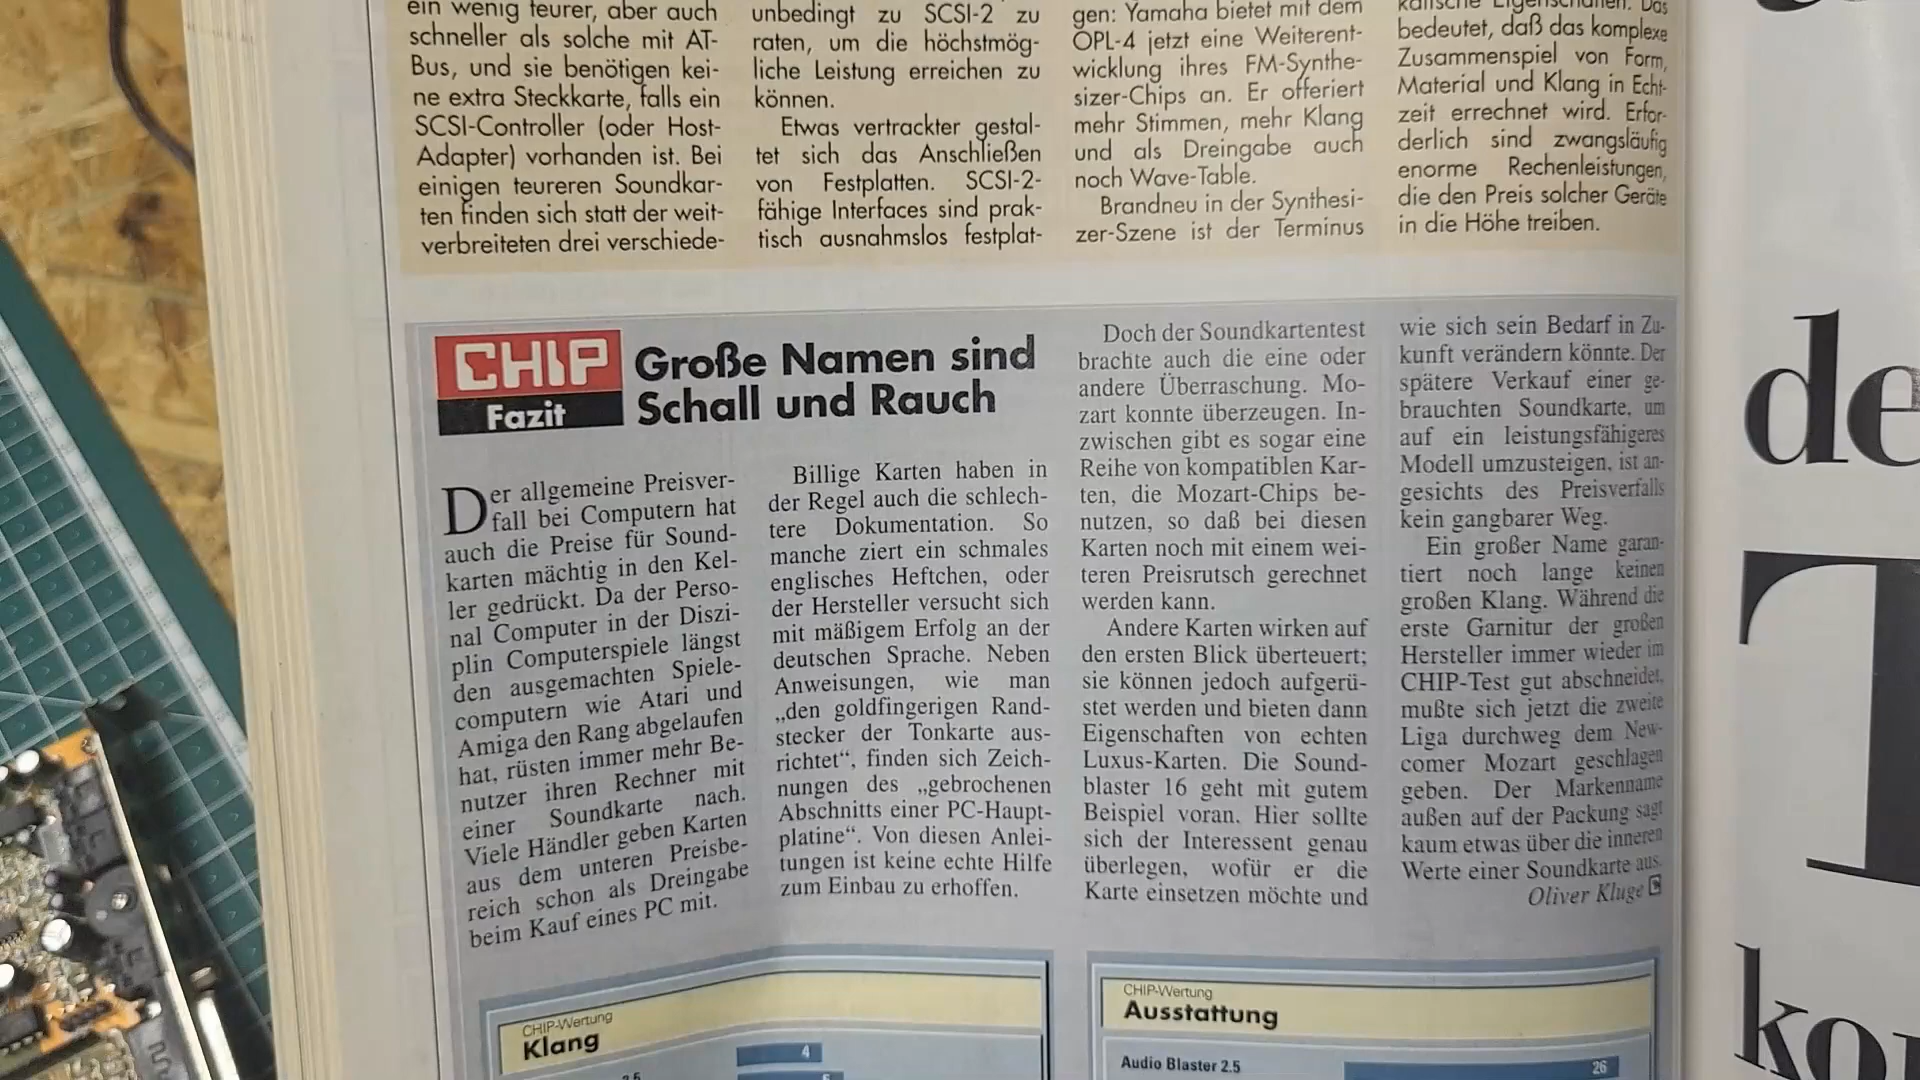 ein wenig teurer, aber auch
schneller als solche mit AT-
Bus, und sie benötigen kei-
ne extra Steckkarte, falls ein
SCSI-Controller (oder Host-
Adapter) vorhanden ist. Bei
einigen teureren Soundkar-
ten finden sich statt der weit-
verbreiteten drei verschiede-
unbedingt zu SCSI-2 zu
raten, um die höchstmög-
liche Leistung erreichen zu
können.
Etwas vertrackter gestal-
tet sich das Anschließen
von Festplatten. SCSI-2-
fähige Interfaces sind prak-
tisch ausnahmslos festplat-
gen: Yamaha bietet mit dem
OPL-4 jetzt eine Weiterent-
wicklung ihres FM-Synthe-
sizer-Chips an. Er offeriert
mehr Stimmen, mehr Klang
und als Dreingabe auch
noch Wave-Table.
Brandneu in der Synthesi-
zer-Szene ist der Terminus
kalische Eigenschaften. Das
bedeutet, daß das komplexe
Zusammenspiel von Form,
Material und Klang in Echt-
zeit errechnet wird. Erfor-
derlich sind zwangsläufig
enorme Rechenleistungen,
die den Preis solcher Geräte
in die Höhe treiben.
CHIP
Fazit
Große Namen sind
Schall und Rauch
Der allgemeine Preisver-
fall bei Computern hat
auch die Preise für Sound-
karten mächtig in den Kel-
ler gedrückt. Da der Perso-
nal Computer in der Diszi-
plin Computerspiele längst
den ausgemachten Spiele-
computern wie Atari und
Amiga den Rang abgelaufen
hat, rüsten immer mehr Be-
nutzer ihren Rechner mit
einer Soundkarte nach.
Viele Händler geben Karten
aus dem unteren Preisbe-
reich schon als Dreingabe
beim Kauf eines PC mit.
Billige Karten haben in
der Regel auch die schlech-
tere Dokumentation. So
manche ziert ein schmales
englisches Heftchen, oder
der Hersteller versucht sich
mit mäßigem Erfolg an der
deutschen Sprache. Neben
Anweisungen, wie man
„den goldfingerigen Rand-
stecker der Tonkarte aus-
richtet“, finden sich Zeich-
nungen des „gebrochenen
Abschnitts einer PC-Haupt-
platine“. Von diesen Anlei-
tungen ist keine echte Hilfe
zum Einbau zu erhoffen.
Doch der Soundkartentest
brachte auch die eine oder
andere Überraschung. Mo-
zart konnte überzeugen. In-
zwischen gibt es sogar eine
Reihe von kompatiblen Kar-
ten, die Mozart-Chips be-
nutzen, so daß bei diesen
Karten noch mit einem wei-
teren Preisrutsch gerechnet
werden kann.
Andere Karten wirken auf
den ersten Blick überteuert;
sie können jedoch aufgerü-
stet werden und bieten dann
Eigenschaften von echten
Luxus-Karten. Die Sound-
blaster 16 geht mit gutem
Beispiel voran. Hier sollte
sich der Interessent genau
überlegen, wofür er die
Karte einsetzen möchte und
wie sich sein Bedarf in Zu-
kunft verändern könnte. Der
spätere Verkauf einer ge-
brauchten Soundkarte, um
auf ein leistungsfähigeres
Modell umzusteigen, ist an-
gesichts des Preisverfalls
kein gangbarer Weg.
Ein großer Name garan-
tiert noch lange keinen
großen Klang. Während die
erste Garnitur der großen
Hersteller immer wieder im
CHIP-Test gut abschneidet,
mußte sich jetzt die zweite
Liga durchweg dem New-
comer Mozart geschlagen
geben. Der Markenname
außen auf der Packung sagt
kaum etwas über die inneren
Werte einer Soundkarte aus.
Oliver Kluge
CHIP-Wertung
Klang
4
CHIP-Wertung
Ausstattung
Audio Blaster 2.5
26
de
T
ko